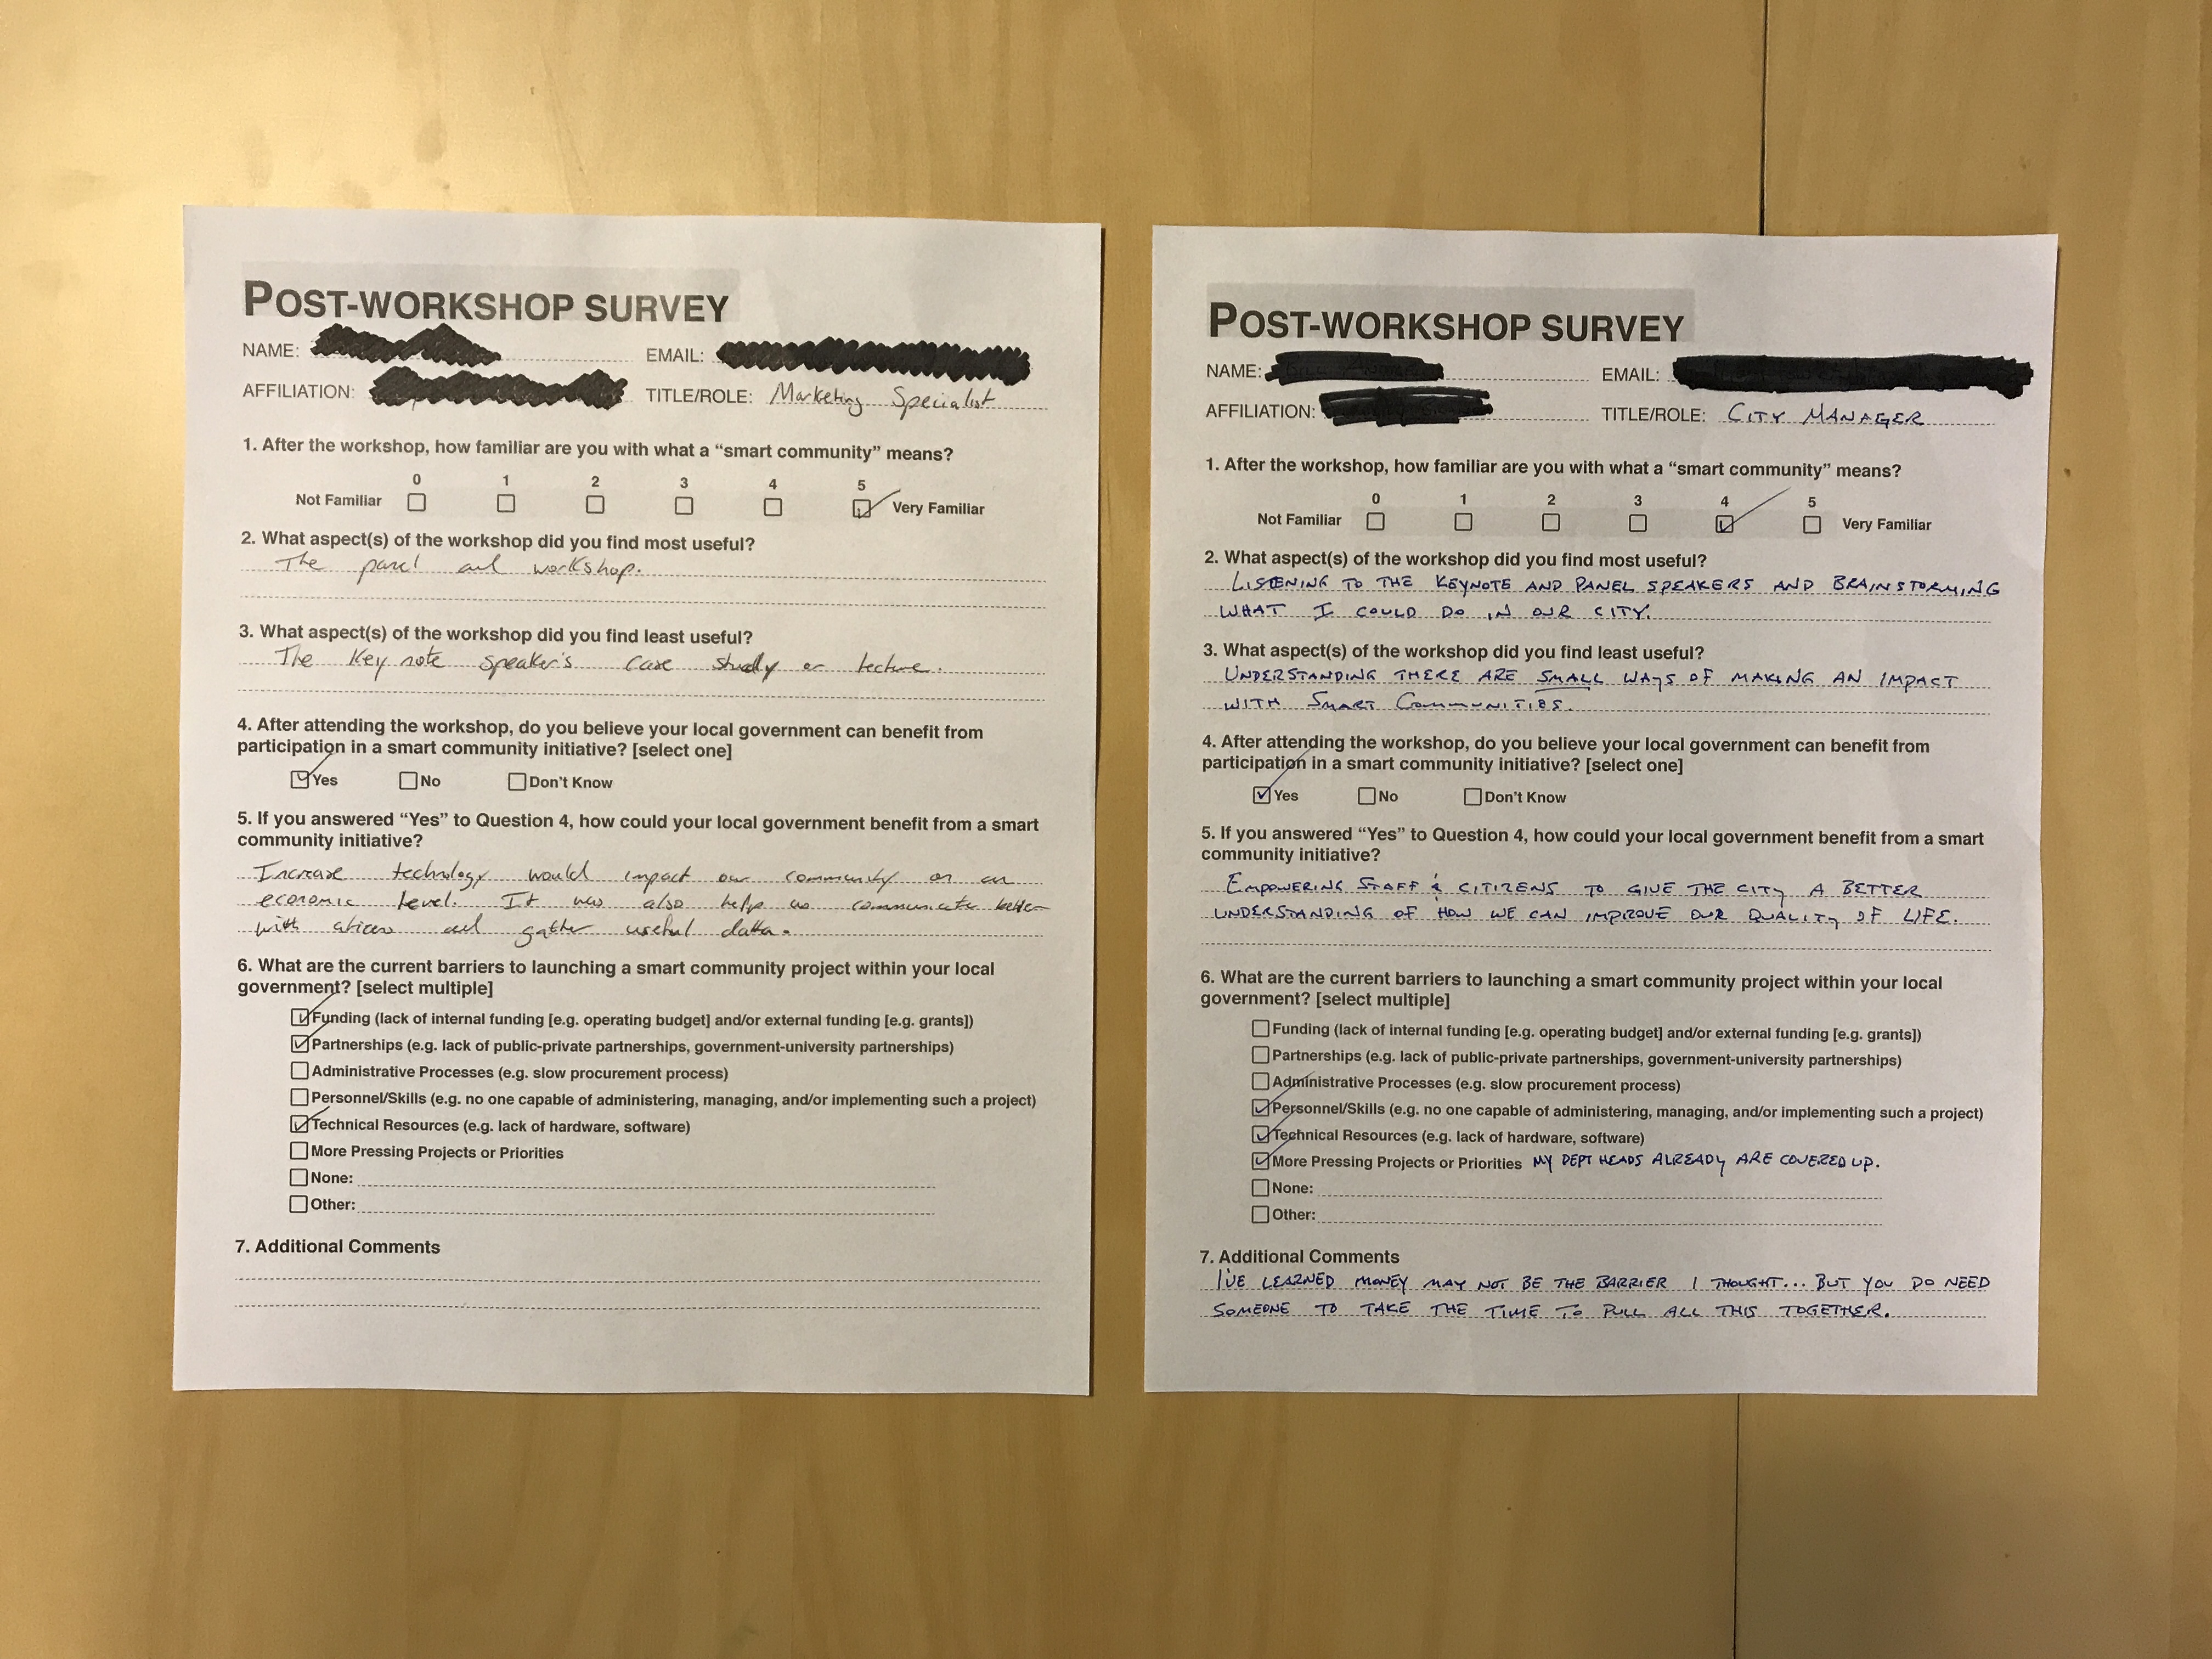 POST-WORKSHOP SURVEY
NAME: EMAIL:
AFFILIATION: TITLE/ROLE: Marketing Specialist
1. After the workshop, how familiar are you with what a “smart community” means?
0 1 2 3 4 5
Not Familiar Very Familiar
2. What aspect(s) of the workshop did you find most useful?
The panel and workshop.
3. What aspect(s) of the workshop did you find least useful?
The Key note speaker's case study or lecture.
4. After attending the workshop, do you believe your local government can benefit from
participation in a smart community initiative? [select one]
Yes No Don't Know
5. If you answered “Yes” to Question 4, how could your local government benefit from a smart
community initiative?
Increase technology would impact our community on an
economic level. It also help us communicate better
with citizens and gather useful data.
6. What are the current barriers to launching a smart community project within your local
government? [select multiple]
Funding (lack of internal funding [e.g. operating budget] and/or external funding [e.g. grants])
Partnerships (e.g. lack of public-private partnerships, government-university partnerships)
Administrative Processes (e.g. slow procurement process)
Personnel/Skills (e.g. no one capable of administering, managing, and/or implementing such a project)
Technical Resources (e.g. lack of hardware, software)
More Pressing Projects or Priorities
None:
Other:
7. Additional Comments
POST-WORKSHOP SURVEY
NAME: EMAIL:
AFFILIATION: TITLE/ROLE: CITY MANAGER
1. After the workshop, how familiar are you with what a “smart community” means?
0 1 2 3 4 5
Not Familiar Very Familiar
2. What aspect(s) of the workshop did you find most useful?
LISTENING TO THE KEYNOTE AND PANEL SPEAKERS AND BRAINSTORMING
WHAT I COULD DO IN OUR CITY.
3. What aspect(s) of the workshop did you find least useful?
UNDERSTANDING THERE ARE SMALL WAYS OF MAKING AN IMPACT
WITH SMART COMMUNITIES.
4. After attending the workshop, do you believe your local government can benefit from
participation in a smart community initiative? [select one]
Yes No Don't Know
5. If you answered “Yes” to Question 4, how could your local government benefit from a smart
community initiative?
EMPOWERING STAFF & CITIZENS TO GIVE THE CITY A BETTER
UNDERSTANDING OF HOW WE CAN IMPROVE OUR QUALITY OF LIFE.
6. What are the current barriers to launching a smart community project within your local
government? [select multiple]
Funding (lack of internal funding [e.g. operating budget] and/or external funding [e.g. grants])
Partnerships (e.g. lack of public-private partnerships, government-university partnerships)
Administrative Processes (e.g. slow procurement process)
Personnel/Skills (e.g. no one capable of administering, managing, and/or implementing such a project)
Technical Resources (e.g. lack of hardware, software)
More Pressing Projects or Priorities MY DEPT HEADS ALREADY ARE COVERED UP.
None:
Other:
7. Additional Comments
I'VE LEARNED MONEY MAY NOT BE THE BARRIER I THOUGHT... BUT YOU DO NEED
SOMEONE TO TAKE THE TIME TO PULL ALL THIS TOGETHER.